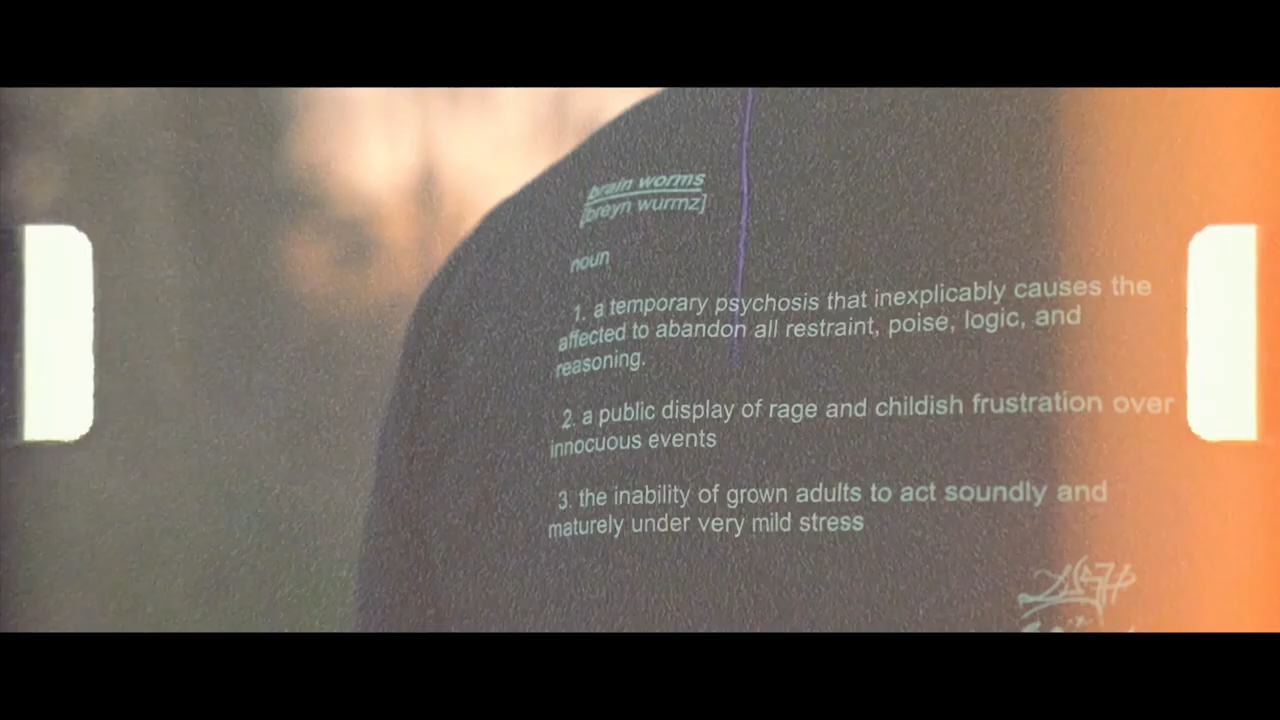 brain worms
[breyn wurmz]
noun
1. a temporary psychosis that inexplicably causes the
affected to abandon all restraint, poise, logic, and
reasoning.
2. a public display of rage and childish frustration over
innocuous events
3. the inability of grown adults to act soundly and
maturely under very mild stress